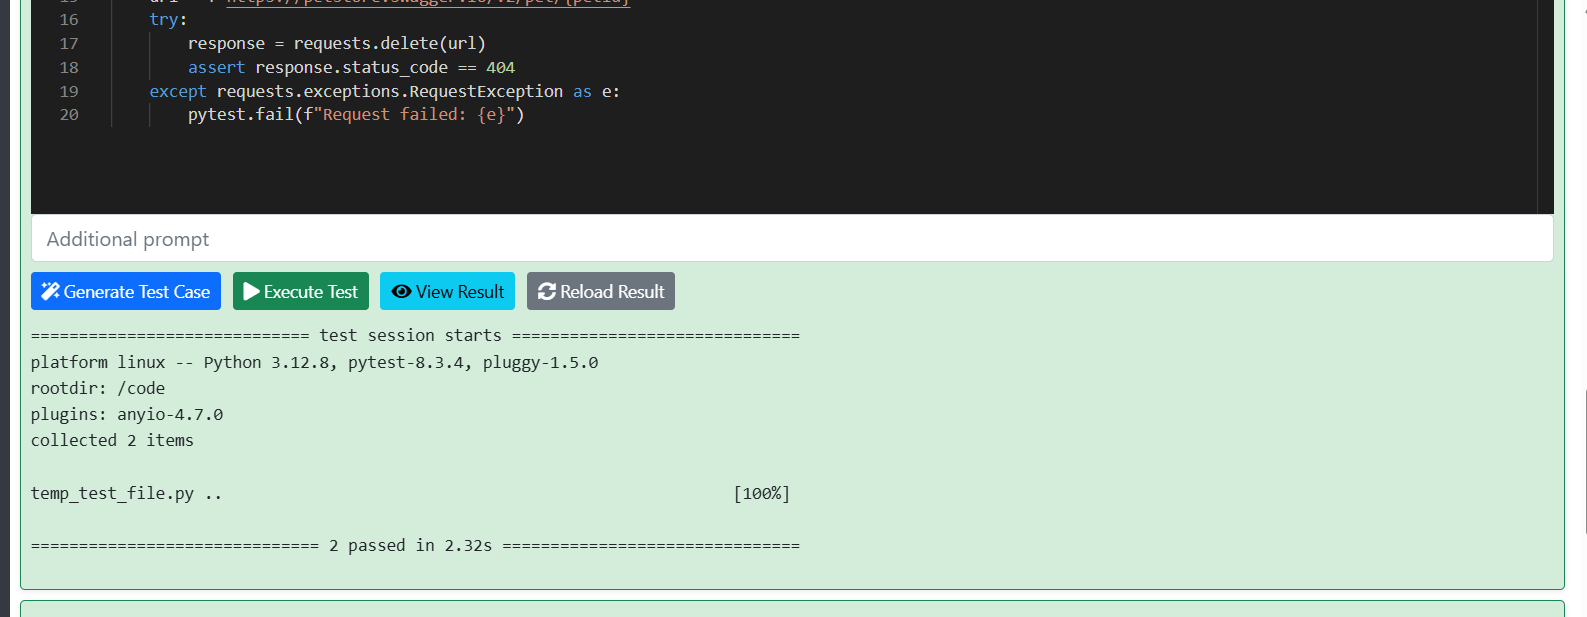 16 try:
17 response = requests.delete(url)
18 assert response.status_code == 404
19 except requests.exceptions.RequestException as e:
20 pytest.fail(f"Request failed: {e}")
Additional prompt
Generate Test Case Execute Test View Result Reload Result
============================= test session starts ==============================
platform linux -- Python 3.12.8, pytest-8.3.4, pluggy-1.5.0
rootdir: /code
plugins: anyio-4.7.0
collected 2 items
temp_test_file.py .. [100%]
============================== 2 passed in 2.32s ===============================